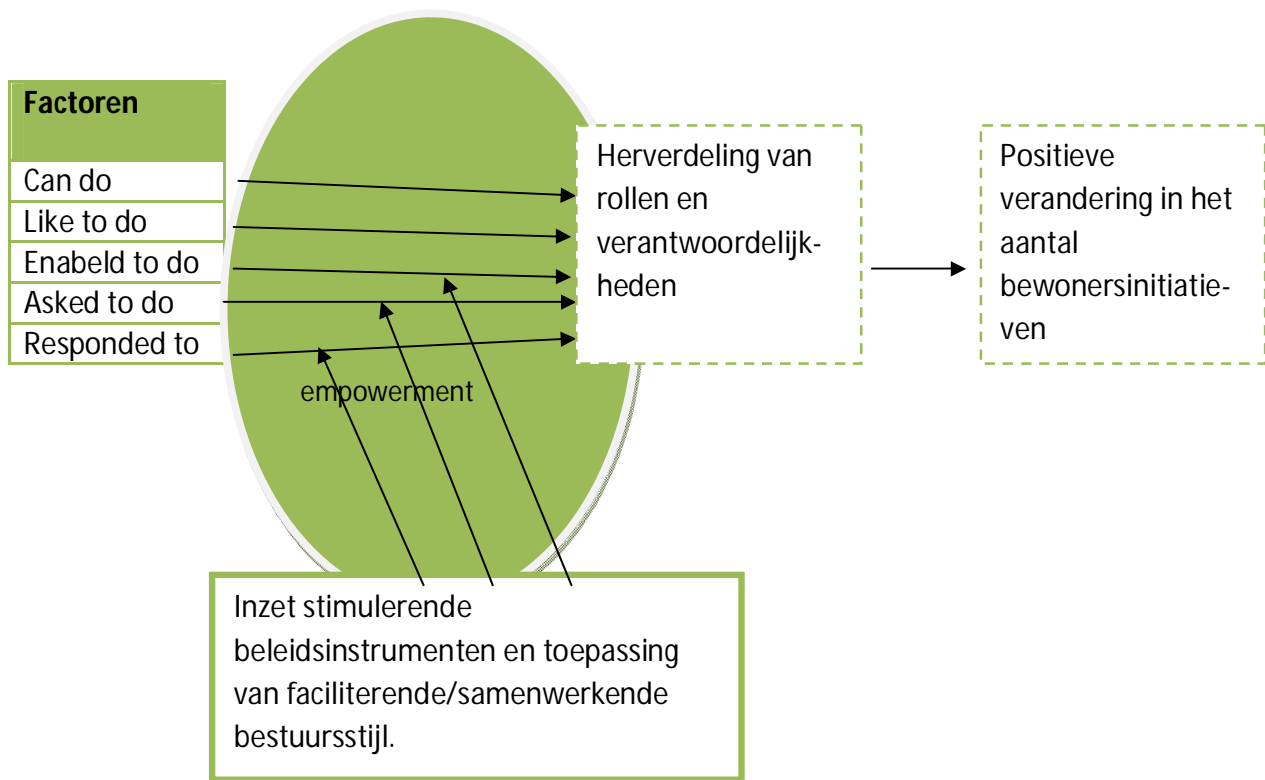 Factoren
Can do
Like to do
Enabeld to do
Asked to do
Responded to
empowerment
Herverdeling van
rollen en
verantwoordelijk-
heden
Positieve
verandering in het
aantal
bewonersinitiatie-
ven
Inzet stimulerende
beleidsinstrumenten en toepassing
van faciliterende/samenwerkende
bestuursstijl.